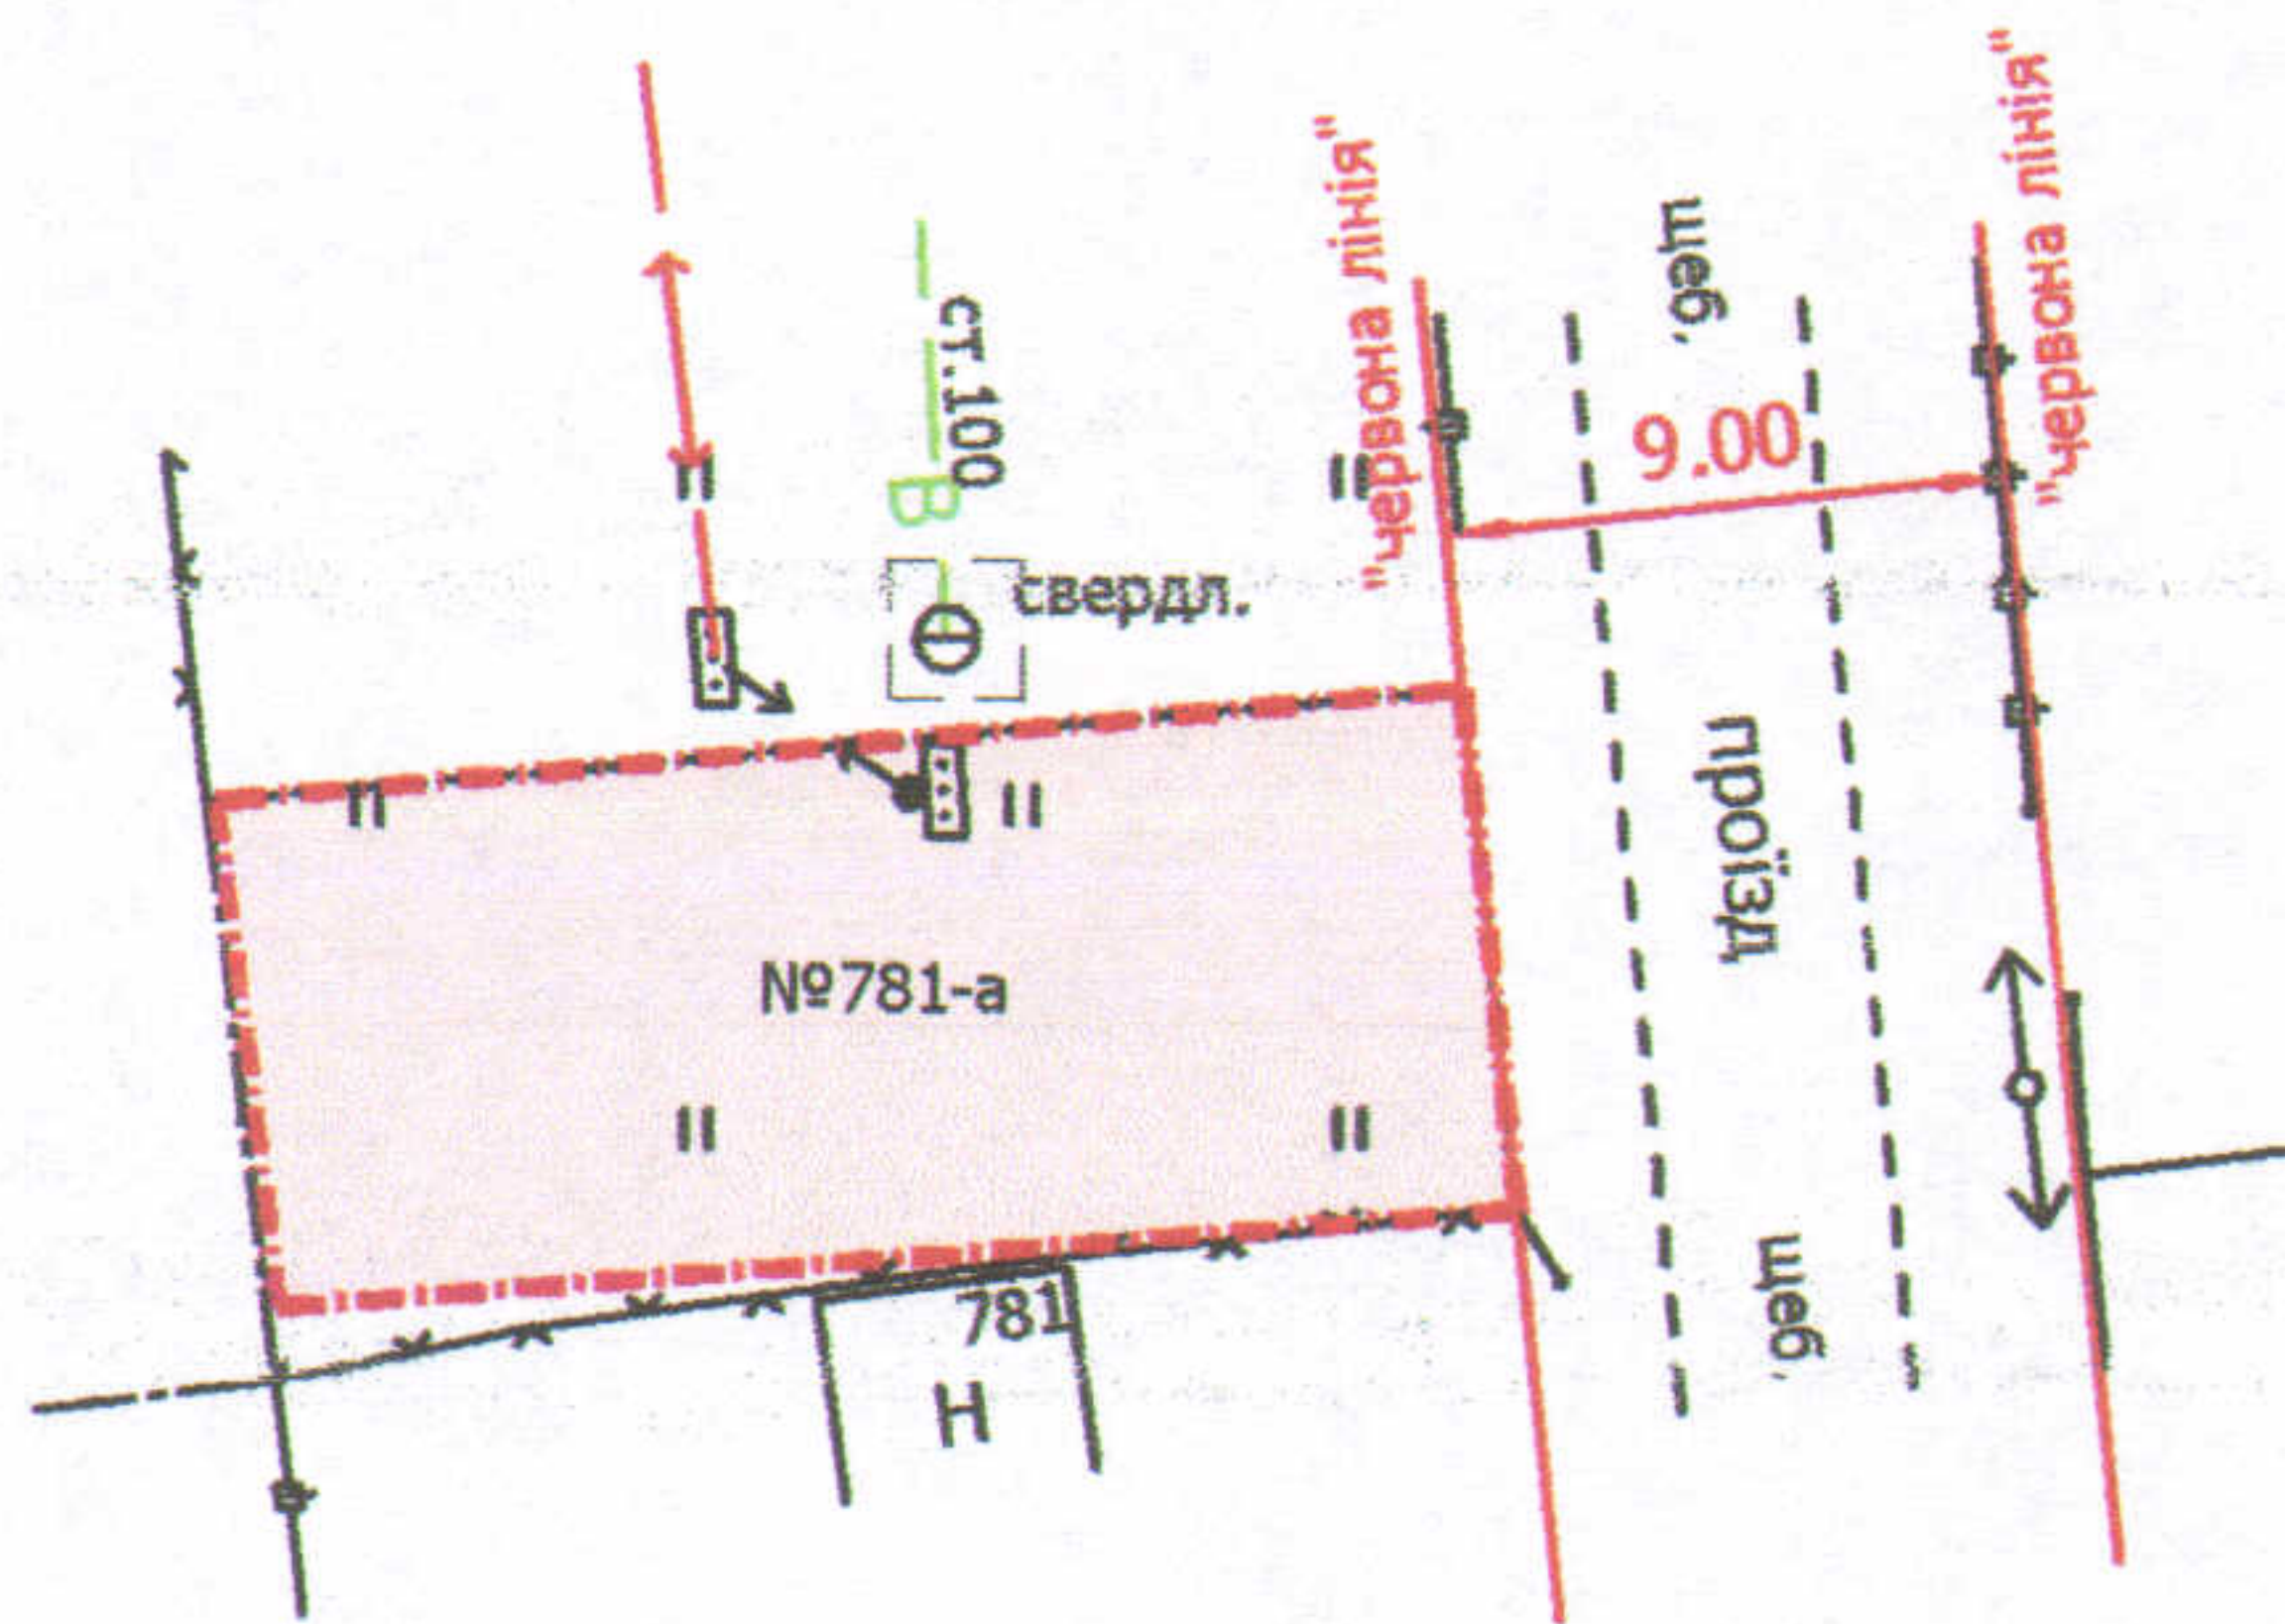 "червона лінія"
"червона лінія"
щеб.
ст.100
9.00
В
свердл.
проїзд
№781-а
щеб.
781
Н